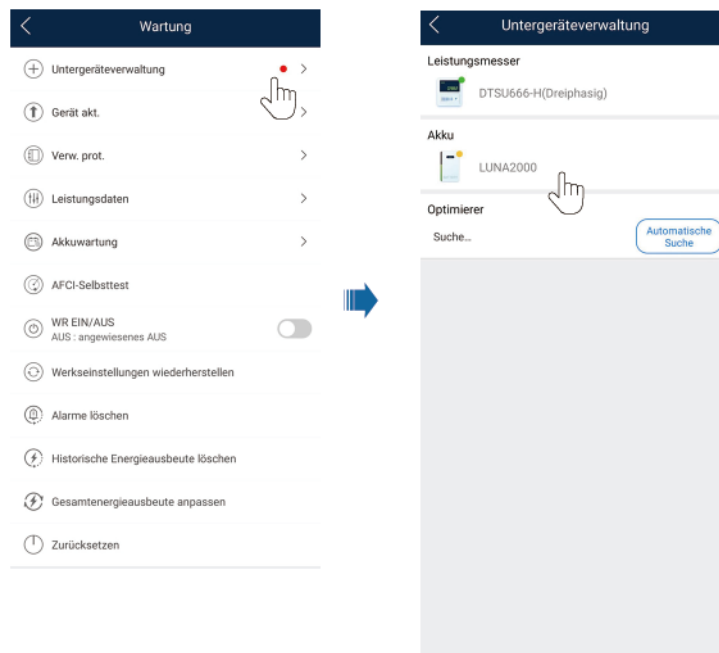 Wartung
Untergeräteverwaltung
Gerät akt.
Verw. prot.
Leistungsdaten
Akkuwartung
AFCI-Selbsttest
WR EIN/AUS
AUS : angewiesenes AUS
Werkseinstellungen wiederherstellen
Alarme löschen
Historische Energieausbeute löschen
Gesamtenergieausbeute anpassen
Zurücksetzen
Untergeräteverwaltung
Leistungsmesser
DTSU666-H(Dreiphasig)
Akku
LUNA2000
Optimierer
Suche...
Automatische
Suche